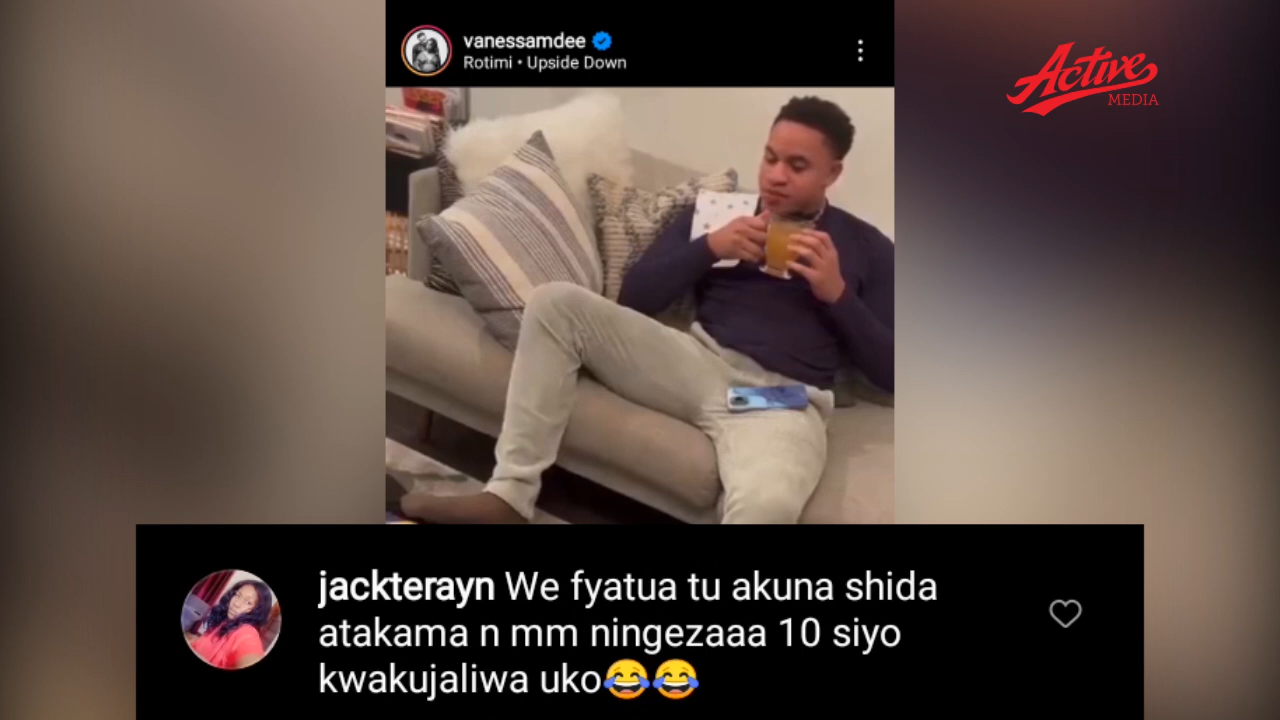 vanessamdee
Rotimi • Upside Down
Active
MEDIA
jackterayn We fyatua tu akuna shida
atakama n mm ningezaaa 10 siyo
kwakujaliwa uko😂😂